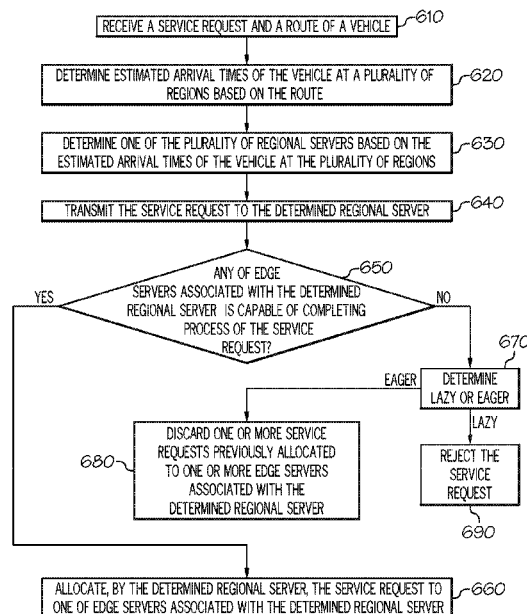 RECEIVE A SERVICE REQUEST AND A ROUTE OF A VEHICLE
610
DETERMINE ESTIMATED ARRIVAL TIMES OF THE VEHICLE AT A PLURALITY OF
REGIONS BASED ON THE ROUTE
620
DETERMINE ONE OF THE PLURALITY OF REGIONAL SERVERS BASED ON THE
ESTIMATED ARRIVAL TIMES OF THE VEHICLE AT THE PLURALITY OF REGIONS
630
TRANSMIT THE SERVICE REQUEST TO THE DETERMINED REGIONAL SERVER
640
ANY OF EDGE
SERVERS ASSOCIATED WITH THE DETERMINED
REGIONAL SERVER IS CAPABLE OF COMPLETING
PROCESS OF THE SERVICE
REQUEST?
650
YES
NO
670
DETERMINE
LAZY OR EAGER
EAGER
LAZY
DISCARD ONE OR MORE SERVICE
REQUESTS PREVIOUSLY ALLOCATED
TO ONE OR MORE EDGE SERVERS
ASSOCIATED WITH THE
DETERMINED REGIONAL SERVER
680
REJECT THE
SERVICE
REQUEST
690
ALLOCATE, BY THE DETERMINED REGIONAL SERVER, THE SERVICE REQUEST TO
ONE OF EDGE SERVERS ASSOCIATED WITH THE DETERMINED REGIONAL SERVER
660